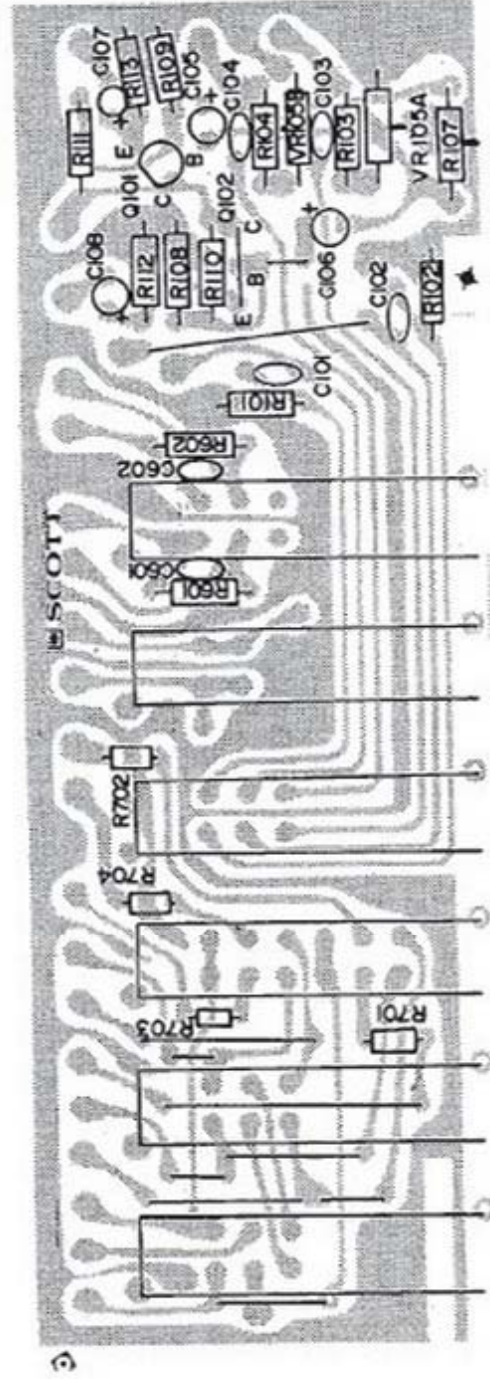 C107
R113
R109
C105
C104
R104
VR105B
C103
R103
VR105A
R107
R111
E
B
C
Q101
Q102
C108
R112
R108
R110
E
B
C
C106
C102
R102
C101
R101
R602
C602
SCOTT
C601
R601
R702
R704
R703
R701